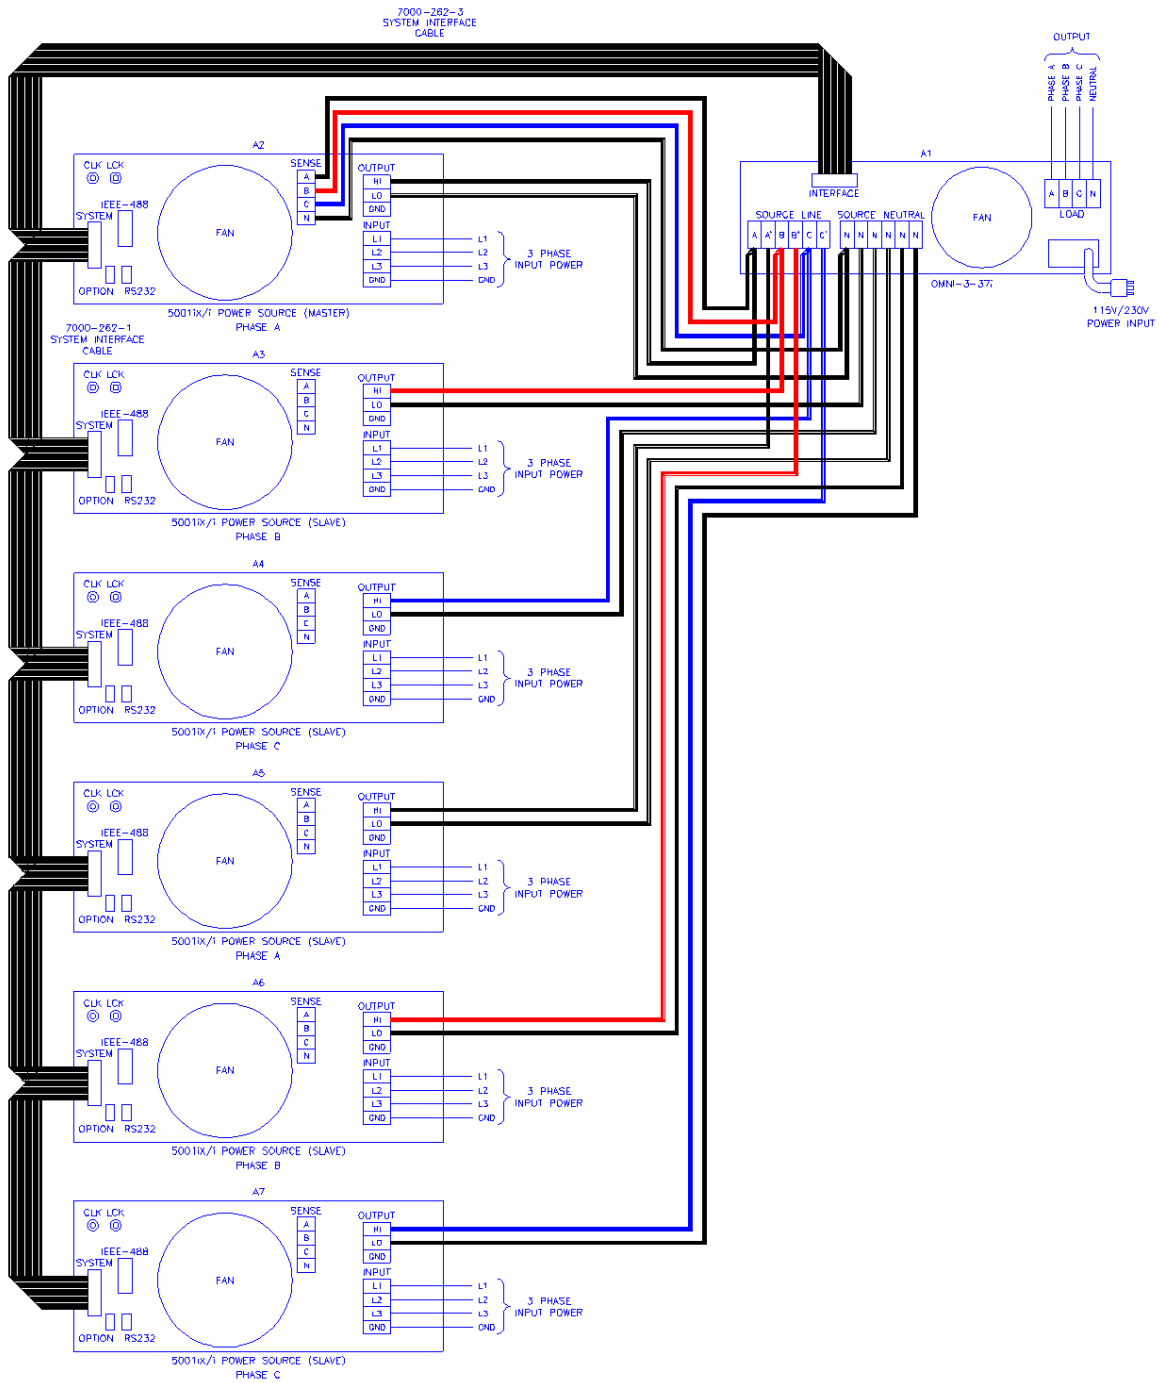 7000-262-3
SYSTEM INTERFACE
CABLE
OUTPUT
PHASE A
PHASE B
PHASE C
NEUTRAL
A1
INTERFACE
SOURCE LINE
SOURCE NEUTRAL
A A' B B' C C'
N N N N N N
FAN
A B C N
LOAD
OMNI-3-37i
115V/230V
POWER INPUT
A2
CLK LCK
IEEE-488
SYSTEM
OPTION RS232
FAN
SENSE
A
B
C
N
OUTPUT
HI
LO
GND
INPUT
L1 L1
L2 L2
L3 L3
GND GND
3 PHASE
INPUT POWER
5001iX/i POWER SOURCE (MASTER)
PHASE A
7000-262-1
SYSTEM INTERFACE
CABLE
A3
CLK LCK
IEEE-488
SYSTEM
OPTION RS232
FAN
SENSE
A
B
C
N
OUTPUT
HI
LO
GND
INPUT
L1 L1
L2 L2
L3 L3
GND GND
3 PHASE
INPUT POWER
5001iX/i POWER SOURCE (SLAVE)
PHASE B
A4
CLK LCK
IEEE-488
SYSTEM
OPTION RS232
FAN
SENSE
A
B
C
N
OUTPUT
HI
LO
GND
INPUT
L1 L1
L2 L2
L3 L3
GND GND
3 PHASE
INPUT POWER
5001iX/i POWER SOURCE (SLAVE)
PHASE C
A5
CLK LCK
IEEE-488
SYSTEM
OPTION RS232
FAN
SENSE
A
B
C
N
OUTPUT
HI
LO
GND
INPUT
L1 L1
L2 L2
L3 L3
GND GND
3 PHASE
INPUT POWER
5001iX/i POWER SOURCE (SLAVE)
PHASE A
A6
CLK LCK
IEEE-488
SYSTEM
OPTION RS232
FAN
SENSE
A
B
C
N
OUTPUT
HI
LO
GND
INPUT
L1 L1
L2 L2
L3 L3
GND GND
3 PHASE
INPUT POWER
5001iX/i POWER SOURCE (SLAVE)
PHASE B
A7
CLK LCK
IEEE-488
SYSTEM
OPTION RS232
FAN
SENSE
A
B
C
N
OUTPUT
HI
LO
GND
INPUT
L1 L1
L2 L2
L3 L3
GND GND
3 PHASE
INPUT POWER
5001iX/i POWER SOURCE (SLAVE)
PHASE C